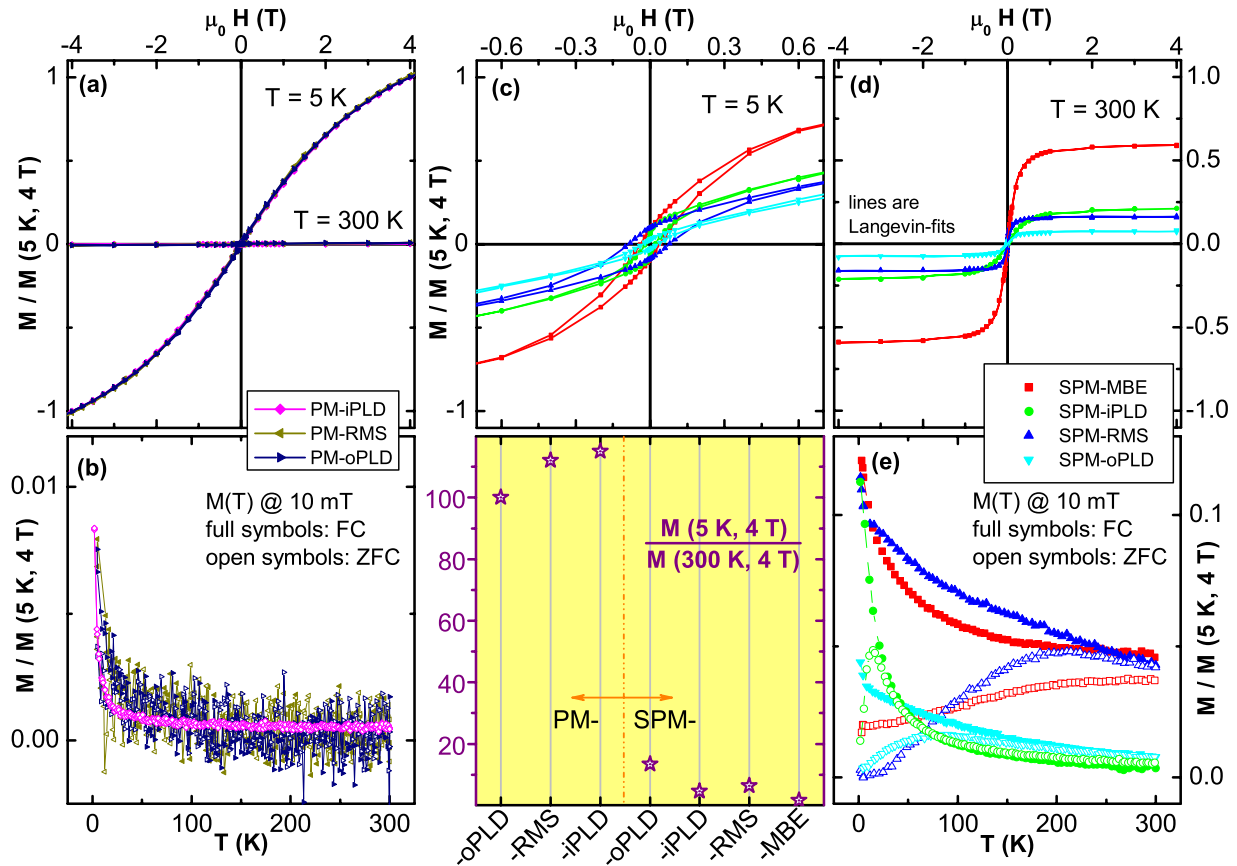 μ₀ H (T)
-4 -2 0 2 4
(a)
T = 5 K
T = 300 K
1
0
-1
M / M (5 K, 4 T)
PM-iPLD
PM-RMS
PM-oPLD
(b)
M(T) @ 10 mT
full symbols: FC
open symbols: ZFC
0.01
0.00
M / M (5 K, 4 T)
0 100 200 300
T (K)
μ₀ H (T)
-0.6 -0.3 0.0 0.3 0.6
(c)
T = 5 K
1
0
-1
M / M (5 K, 4 T)
M (5 K, 4 T)
M (300 K, 4 T)
100
80
60
40
20
PM-
SPM-
-oPLD
-RMS
-iPLD
-oPLD
-iPLD
-RMS
-MBE
μ₀ H (T)
-4 -2 0 2 4
(d)
T = 300 K
lines are
Langevin-fits
1.0
0.5
0.0
-0.5
-1.0
SPM-MBE
SPM-iPLD
SPM-RMS
SPM-oPLD
(e)
M(T) @ 10 mT
full symbols: FC
open symbols: ZFC
0.1
0.0
M / M (5 K, 4 T)
0 100 200 300
T (K)